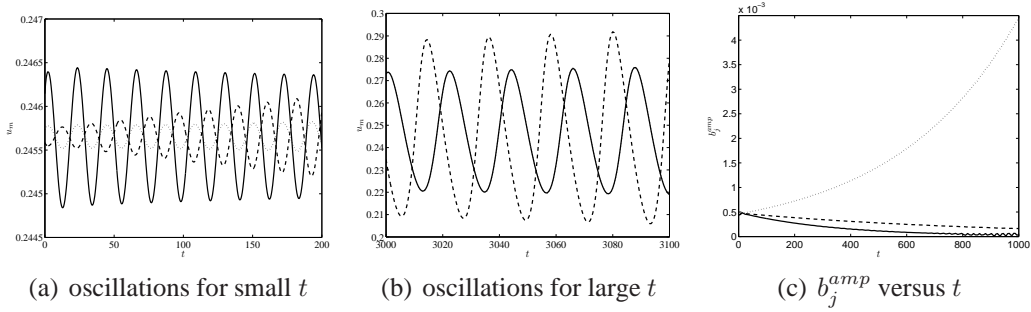 0.247
0.2465
0.246
0.2455
0.245
0.2445
u_m
0 50 100 150 200
t
(a) oscillations for small t
0.3
0.29
0.28
0.27
0.26
0.25
0.24
0.23
0.22
0.21
0.2
u_m
3000 3020 3040 3060 3080 3100
t
(b) oscillations for large t
x 10^-3
4
3.5
3
2.5
2
1.5
1
0.5
0
b_j^amp
0 200 400 600 800 1000
t
(c) b_j^amp versus t